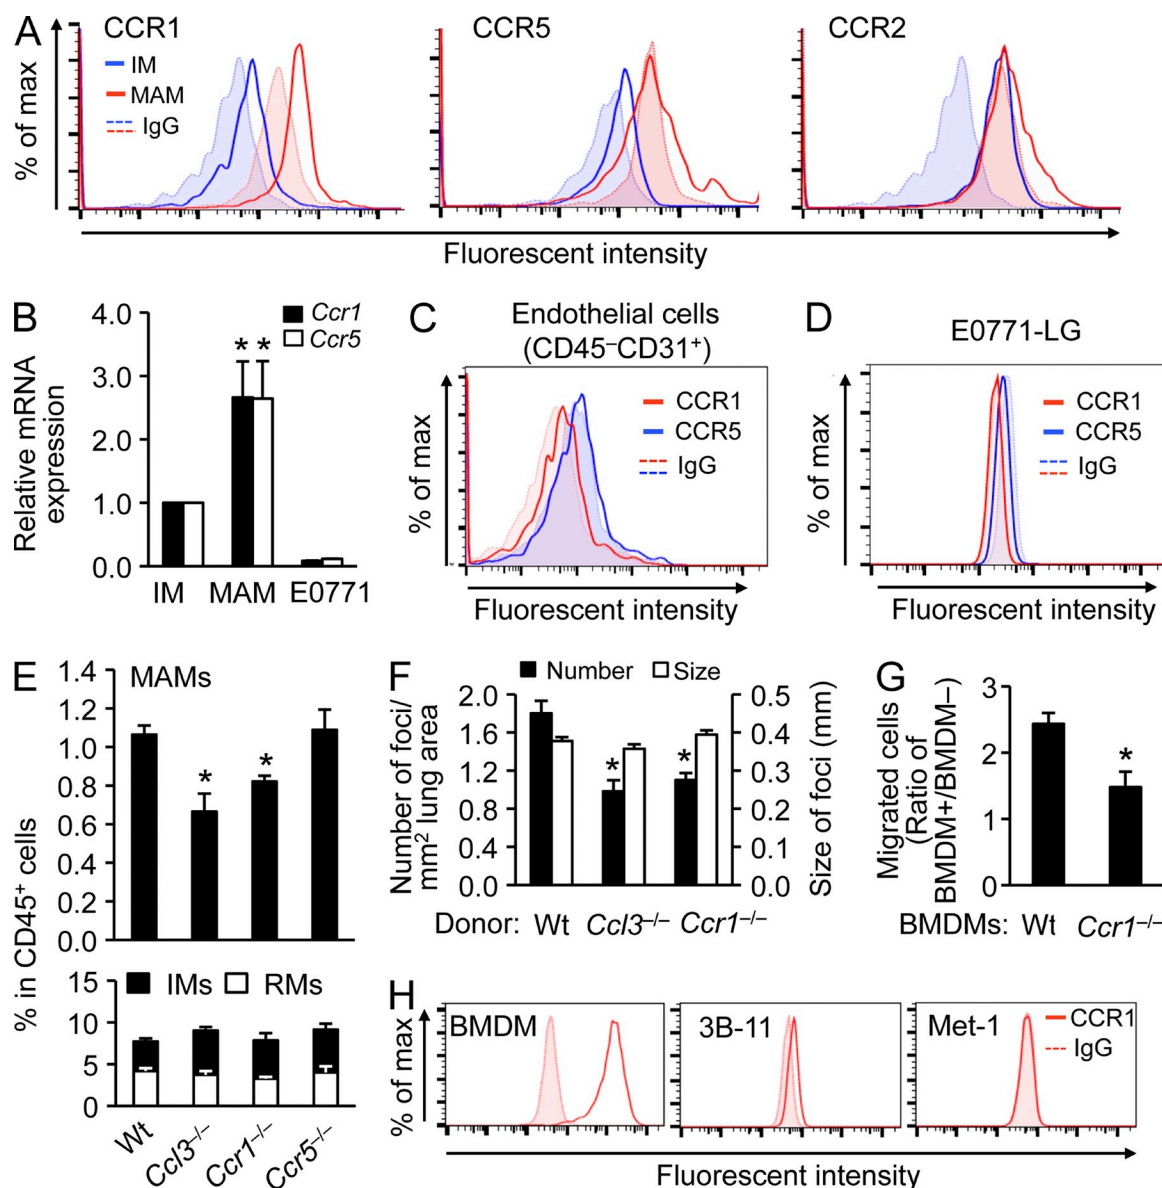 A
CCR1
CCR5
CCR2
IM
MAM
IgG
% of max
Fluorescent intensity
B
Relative mRNA
expression
4.0
3.0
2.0
1.0
0.0
Ccr1
Ccr5
* *
IM MAM E0771
C
Endothelial cells
(CD45–CD31+)
CCR1
CCR5
IgG
% of max
Fluorescent intensity
D
E0771-LG
CCR1
CCR5
IgG
% of max
Fluorescent intensity
E
MAMs
% in CD45+ cells
1.4
1.2
1.0
0.8
0.6
0.4
0.2
0.0
* *
IMs RMs
15
10
5
0
Wt
Ccl3–/–
Ccr1–/–
Ccr5–/–
F
Number Size
Number of foci/
mm2 lung area
2.0
1.6
1.2
0.8
0.4
0.0
* *
0.5
0.4
0.3
0.2
0.1
0.0
Size of foci (mm)
Donor: Wt Ccl3–/– Ccr1–/–
G
Migrated cells
(Ratio of
BMDM+/BMDM–)
3
2
1
0
*
BMDMs: Wt Ccr1–/–
H
% of max
BMDM
3B-11
Met-1
CCR1
IgG
Fluorescent intensity